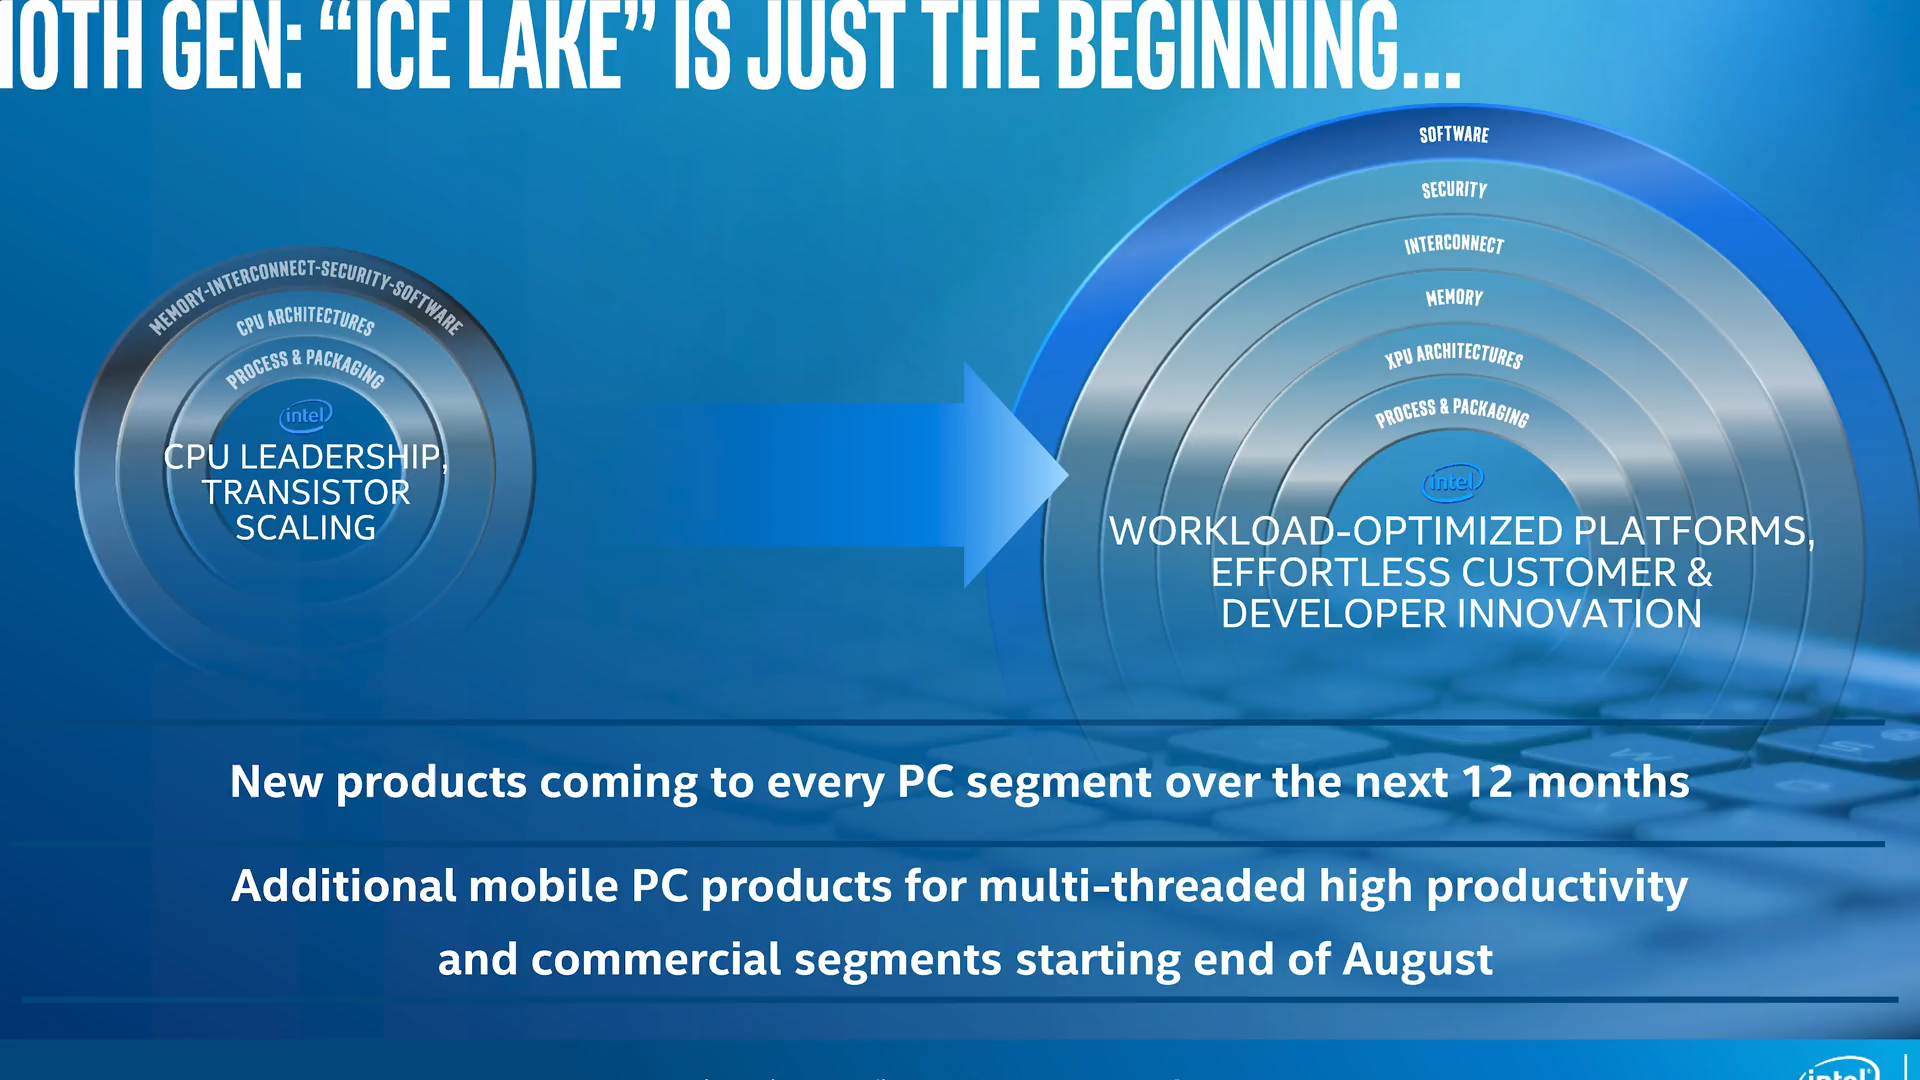 10TH GEN: “ICE LAKE” IS JUST THE BEGINNING...
MEMORY-INTERCONNECT-SECURITY-SOFTWARE
CPU ARCHITECTURES
PROCESS & PACKAGING
intel
CPU LEADERSHIP,
TRANSISTOR
SCALING
SOFTWARE
SECURITY
INTERCONNECT
MEMORY
XPU ARCHITECTURES
PROCESS & PACKAGING
intel
WORKLOAD-OPTIMIZED PLATFORMS,
EFFORTLESS CUSTOMER &
DEVELOPER INNOVATION
New products coming to every PC segment over the next 12 months
Additional mobile PC products for multi-threaded high productivity
and commercial segments starting end of August
intel